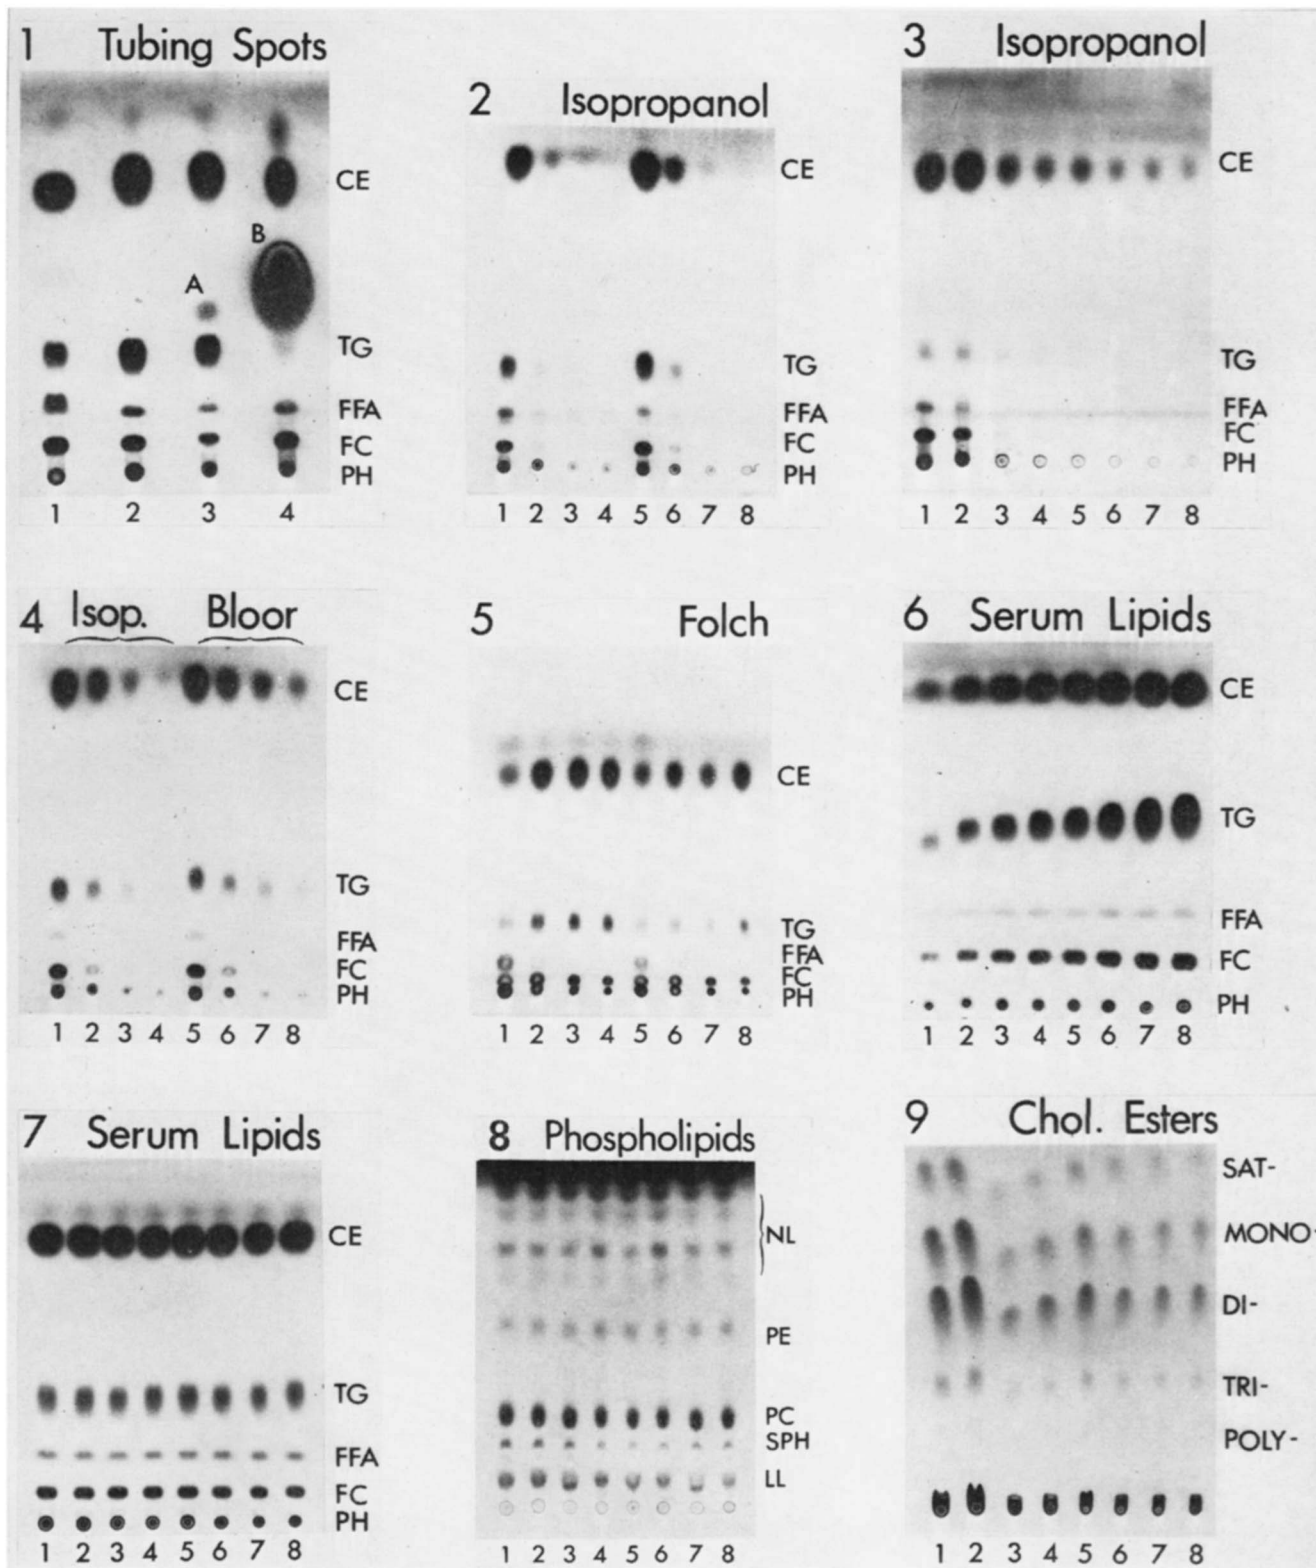 1 Tubing Spots
CE
B
A
TG
FFA
FC
PH
1 2 3 4
2 Isopropanol
CE
TG
FFA
FC
PH
1 2 3 4 5 6 7 8
3 Isopropanol
CE
TG
FFA
FC
PH
1 2 3 4 5 6 7 8
4 Isop. Bloor
CE
TG
FFA
FC
PH
1 2 3 4 5 6 7 8
5 Folch
CE
TG
FFA
FC
PH
1 2 3 4 5 6 7 8
6 Serum Lipids
CE
TG
FFA
FC
PH
1 2 3 4 5 6 7 8
7 Serum Lipids
CE
TG
FFA
FC
PH
1 2 3 4 5 6 7 8
8 Phospholipids
NL
PE
PC
SPH
LL
1 2 3 4 5 6 7 8
9 Chol. Esters
SAT-
MONO-
DI-
TRI-
POLY-
1 2 3 4 5 6 7 8